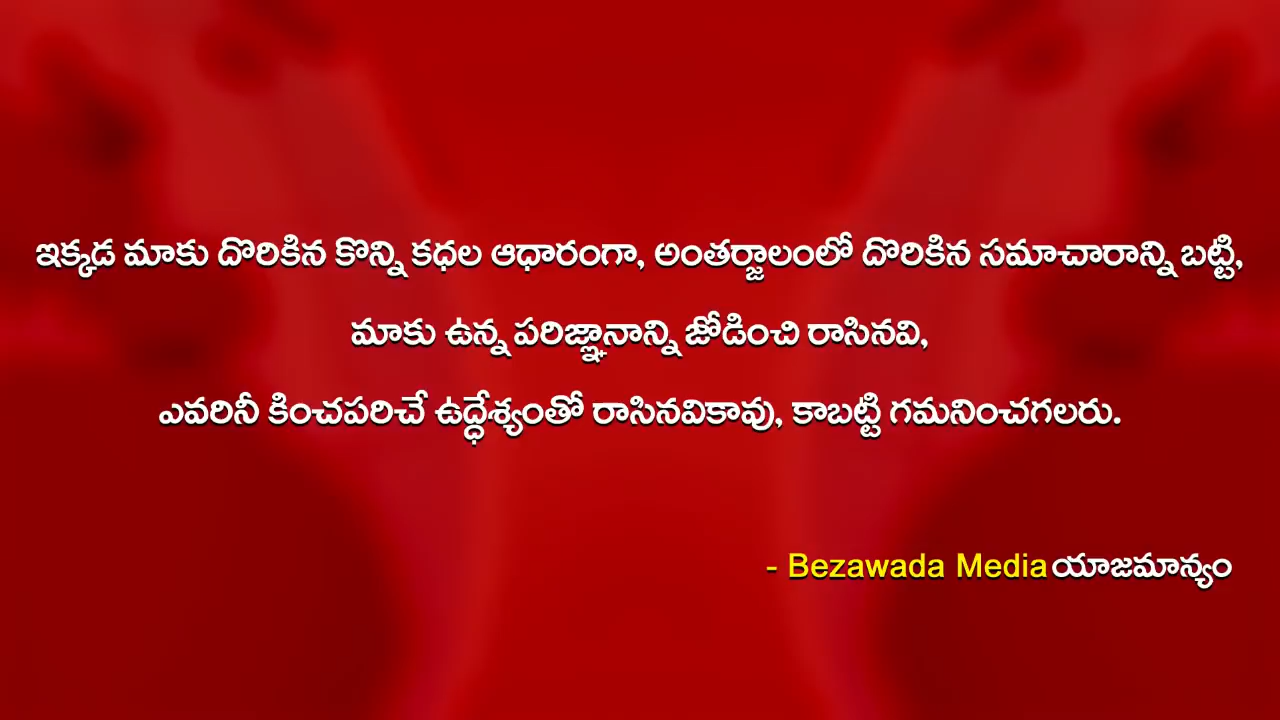 ఇక్కడ మాకు దొరికిన కొన్ని కధల ఆధారంగా, అంతర్జాలంలో దొరికిన సమాచారాన్ని బట్టి,
మాకు ఉన్న పరిజ్ఞానాన్ని జోడించి రాసినవి,
ఎవరినీ కించపరిచే ఉద్ధేశ్యంతో రాసినవికావు, కాబట్టి గమనించగలరు.
- Bezawada Media యాజమాన్యం